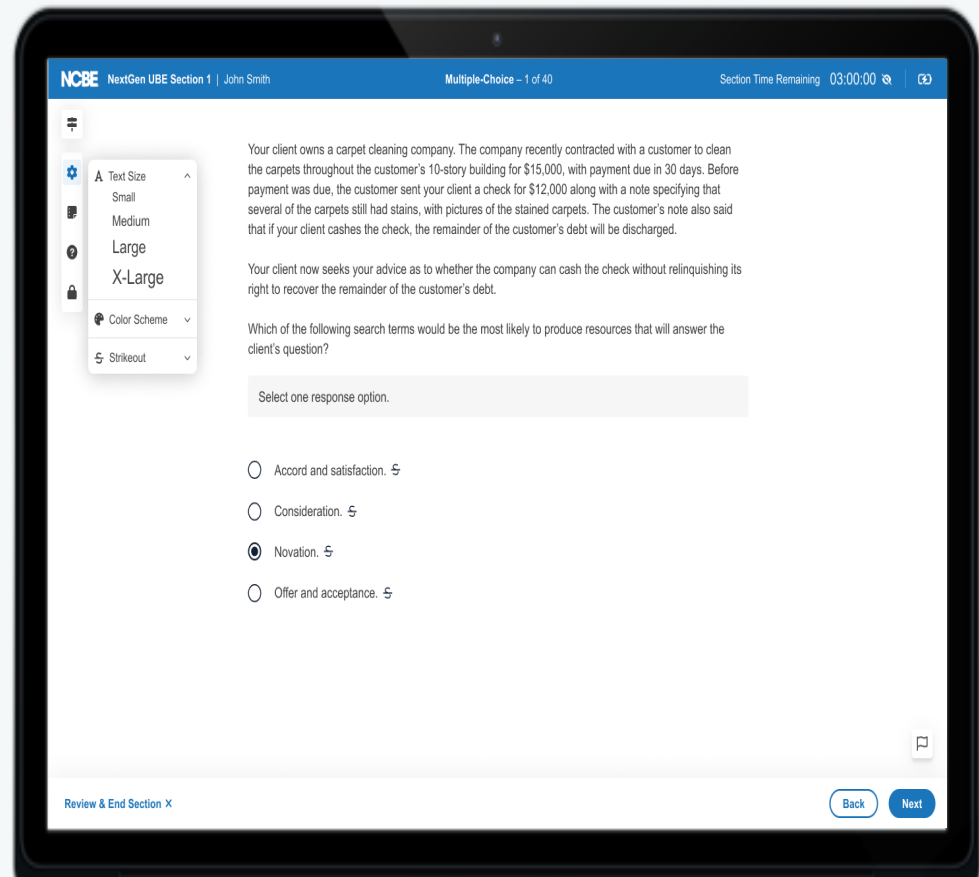 NCBE NextGen UBE Section 1 | John Smith
Multiple-Choice – 1 of 40
Section Time Remaining 03:00:00
A Text Size
Small
Medium
Large
X-Large
Color Scheme
S Strikeout
Your client owns a carpet cleaning company. The company recently contracted with a customer to clean
the carpets throughout the customer's 10-story building for $15,000, with payment due in 30 days. Before
payment was due, the customer sent your client a check for $12,000 along with a note specifying that
several of the carpets still had stains, with pictures of the stained carpets. The customer's note also said
that if your client cashes the check, the remainder of the customer's debt will be discharged.
Your client now seeks your advice as to whether the company can cash the check without relinquishing its
right to recover the remainder of the customer's debt.
Which of the following search terms would be the most likely to produce resources that will answer the
client's question?
Select one response option.
Accord and satisfaction. S
Consideration. S
Novation. S
Offer and acceptance. S
Review & End Section X
Back
Next